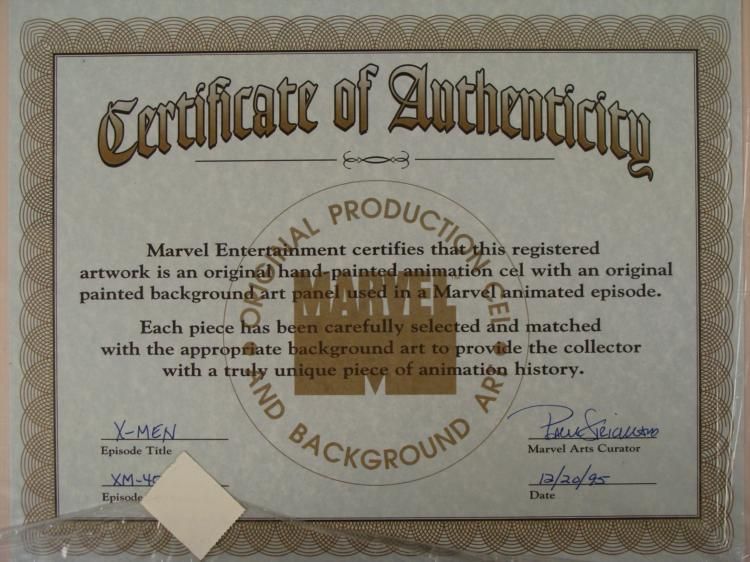 Certificate of Authenticity
ORIGINAL PRODUCTION CEL
MARVEL
AND BACKGROUND ART
Marvel Entertainment certifies that this registered
artwork is an original hand-painted animation cel with an original
painted background art panel used in a Marvel animated episode.
Each piece has been carefully selected and matched
with the appropriate background art to provide the collector
with a truly unique piece of animation history.
X-MEN
Episode Title
Marvel Arts Curator
XM-40
Episode
12/20/95
Date